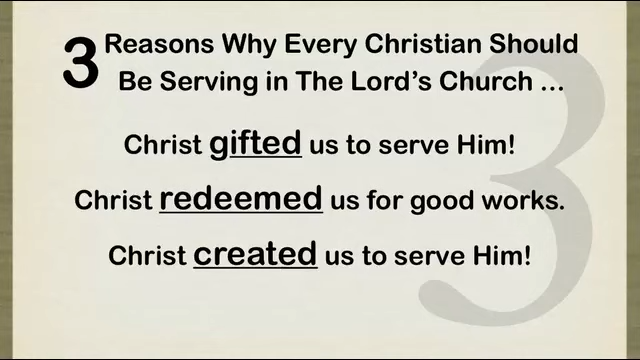 3 Reasons Why Every Christian Should
Be Serving in The Lord's Church ...
Christ gifted us to serve Him!
Christ redeemed us for good works.
Christ created us to serve Him!
3